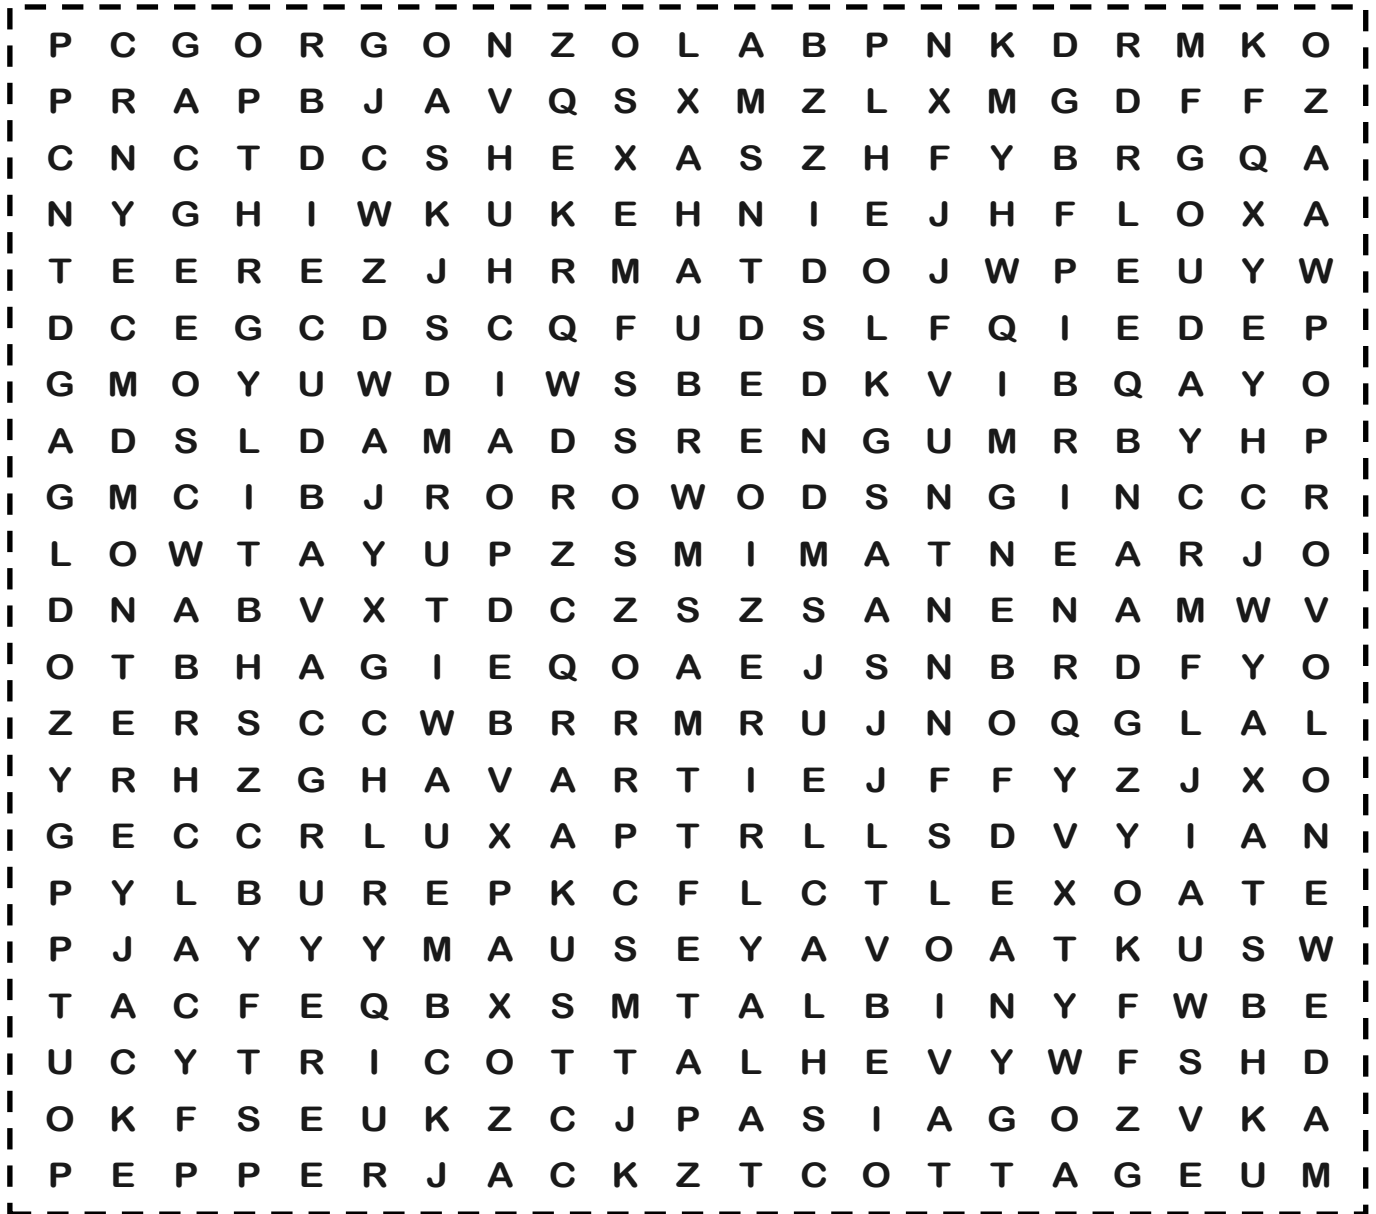 P C G O R G O N Z O L A B P N K D R M K O
P R A P B J A V Q S X M Z L X M G D F F Z
C N C T D C S H E X A S Z H F Y B R G Q A
N Y G H I W K U K E H N I E J H F L O X A
T E E R E Z J H R M A T D O J W P E U Y W
D C E G C D S C Q F U D S L F Q I E D E P
G M O Y U W D I W S B E D K V I B Q A Y O
A D S L D A M A D S R E N G U M R B Y H P
G M C I B J R O R O W O D S N G I N C C R
L O W T A Y U P Z S M I M A T N E A R J O
D N A B V X T D C Z S Z S A N E N A M W V
O T B H A G I E Q O A E J S N B R D F Y O
Z E R S C C W B R R M R U J N O Q G L A L
Y R H Z G H A V A R T I E J F F Y Z J X O
G E C C R L U X A P T R L L S D V Y I A N
P Y L B U R E P K C F L C T L E X O A T E
P J A Y Y Y M A U S E Y A V O A T K U S W
T A C F E Q B X S M T A L B I N Y F W B E
U C Y T R I C O T T A L H E V Y W F S H D
O K F S E U K Z C J P A S I A G O Z V K A
P E P P E R J A C K Z T C O T T A G E U M